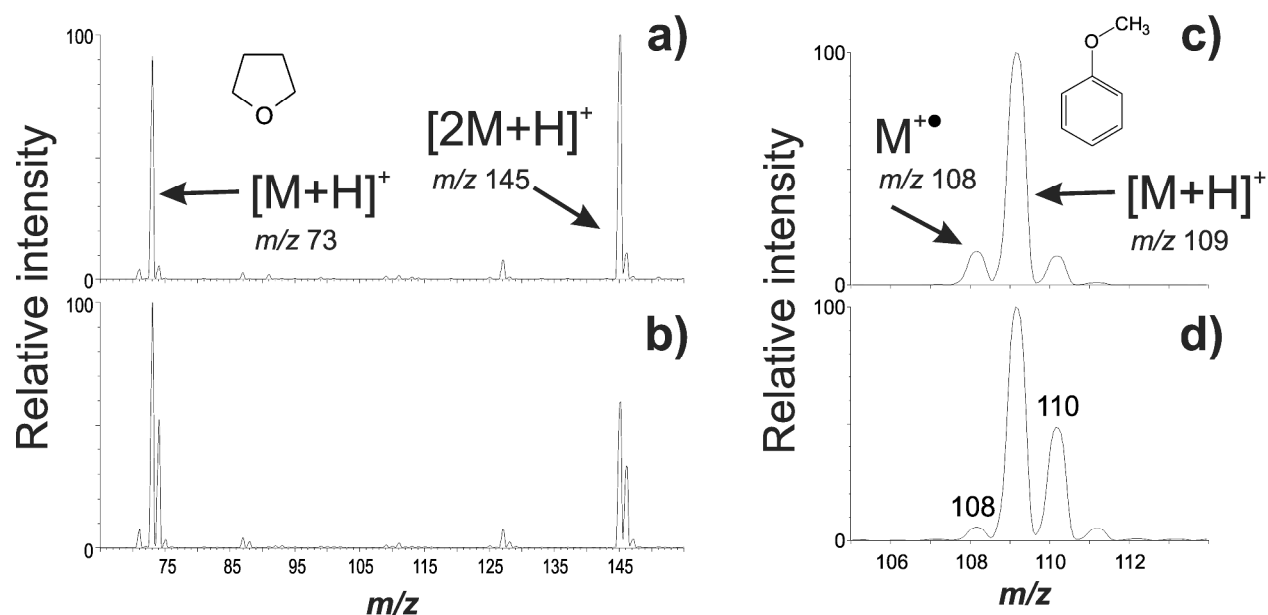 a)
100
O
[2M+H]+
m/z 145
[M+H]+
m/z 73
0
Relative intensity
b)
100
0
75 85 95 105 115 125 135 145
m/z
c)
100
O CH3
M+●
m/z 108
[M+H]+
m/z 109
0
Relative intensity
d)
100
110
108
0
106 108 110 112
m/z